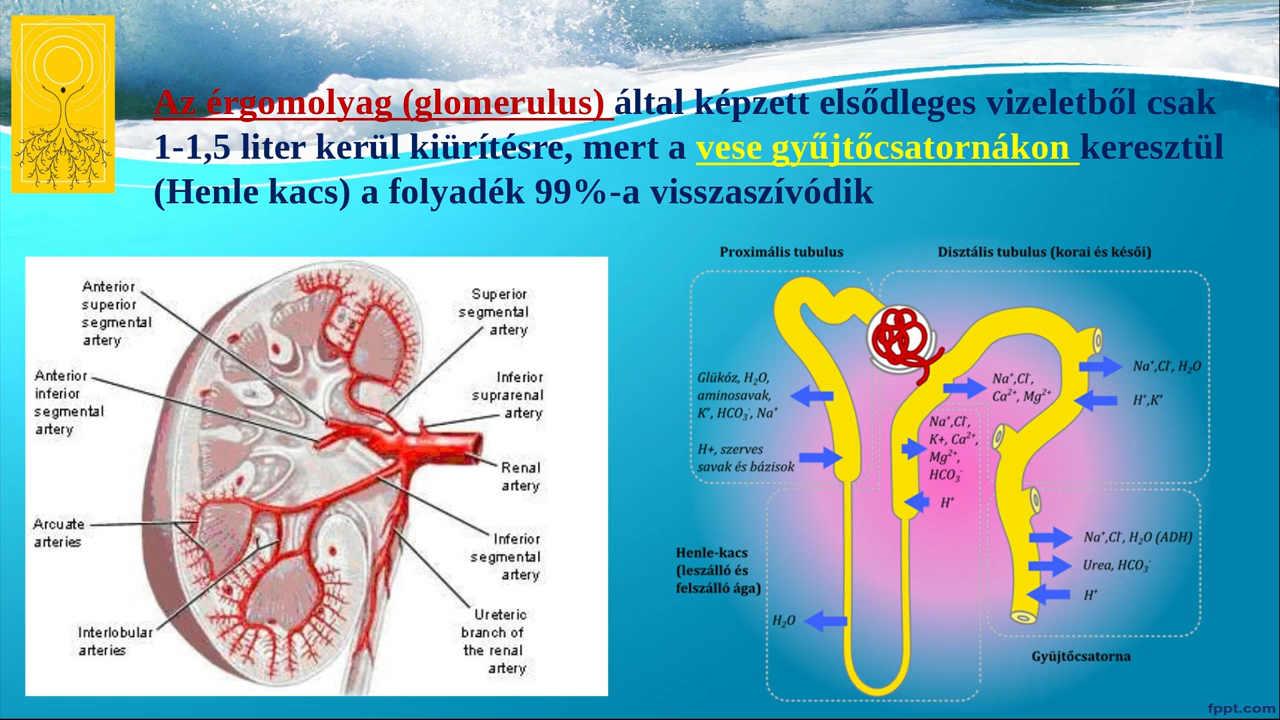 Az érgomolyag (glomerulus) által képzett elsődleges vizeletből csak
1-1,5 liter kerül kiürítésre, mert a vese gyűjtőcsatornákon keresztül
(Henle kacs) a folyadék 99%-a visszaszívódik
Anterior
superior
segmental
artery
Anterior
inferior
segmental
artery
Arcuate
arteries
Interlobular
arteries
Superior
segmental
artery
Inferior
suprarenal
artery
Renal
artery
Inferior
segmental
artery
Ureteric
branch of
the renal
artery
Proximális tubulus
Disztális tubulus (korai és késői)
Glükóz, H₂O,
aminosavak,
K⁺, HCO₃⁻, Na⁺
H+, szerves
savak és bázisok
Na⁺,Cl⁻,
Ca²⁺, Mg²⁺
Na⁺,Cl⁻,
K+, Ca²⁺,
Mg²⁺,
HCO₃⁻
H⁺
Na⁺,Cl⁻, H₂O
H⁺,K⁺
Henle-kacs
(leszálló és
felszálló ága)
H₂O
Na⁺,Cl⁻, H₂O (ADH)
Urea, HCO₃⁻
H⁺
Gyűjtőcsatorna
fppt.com